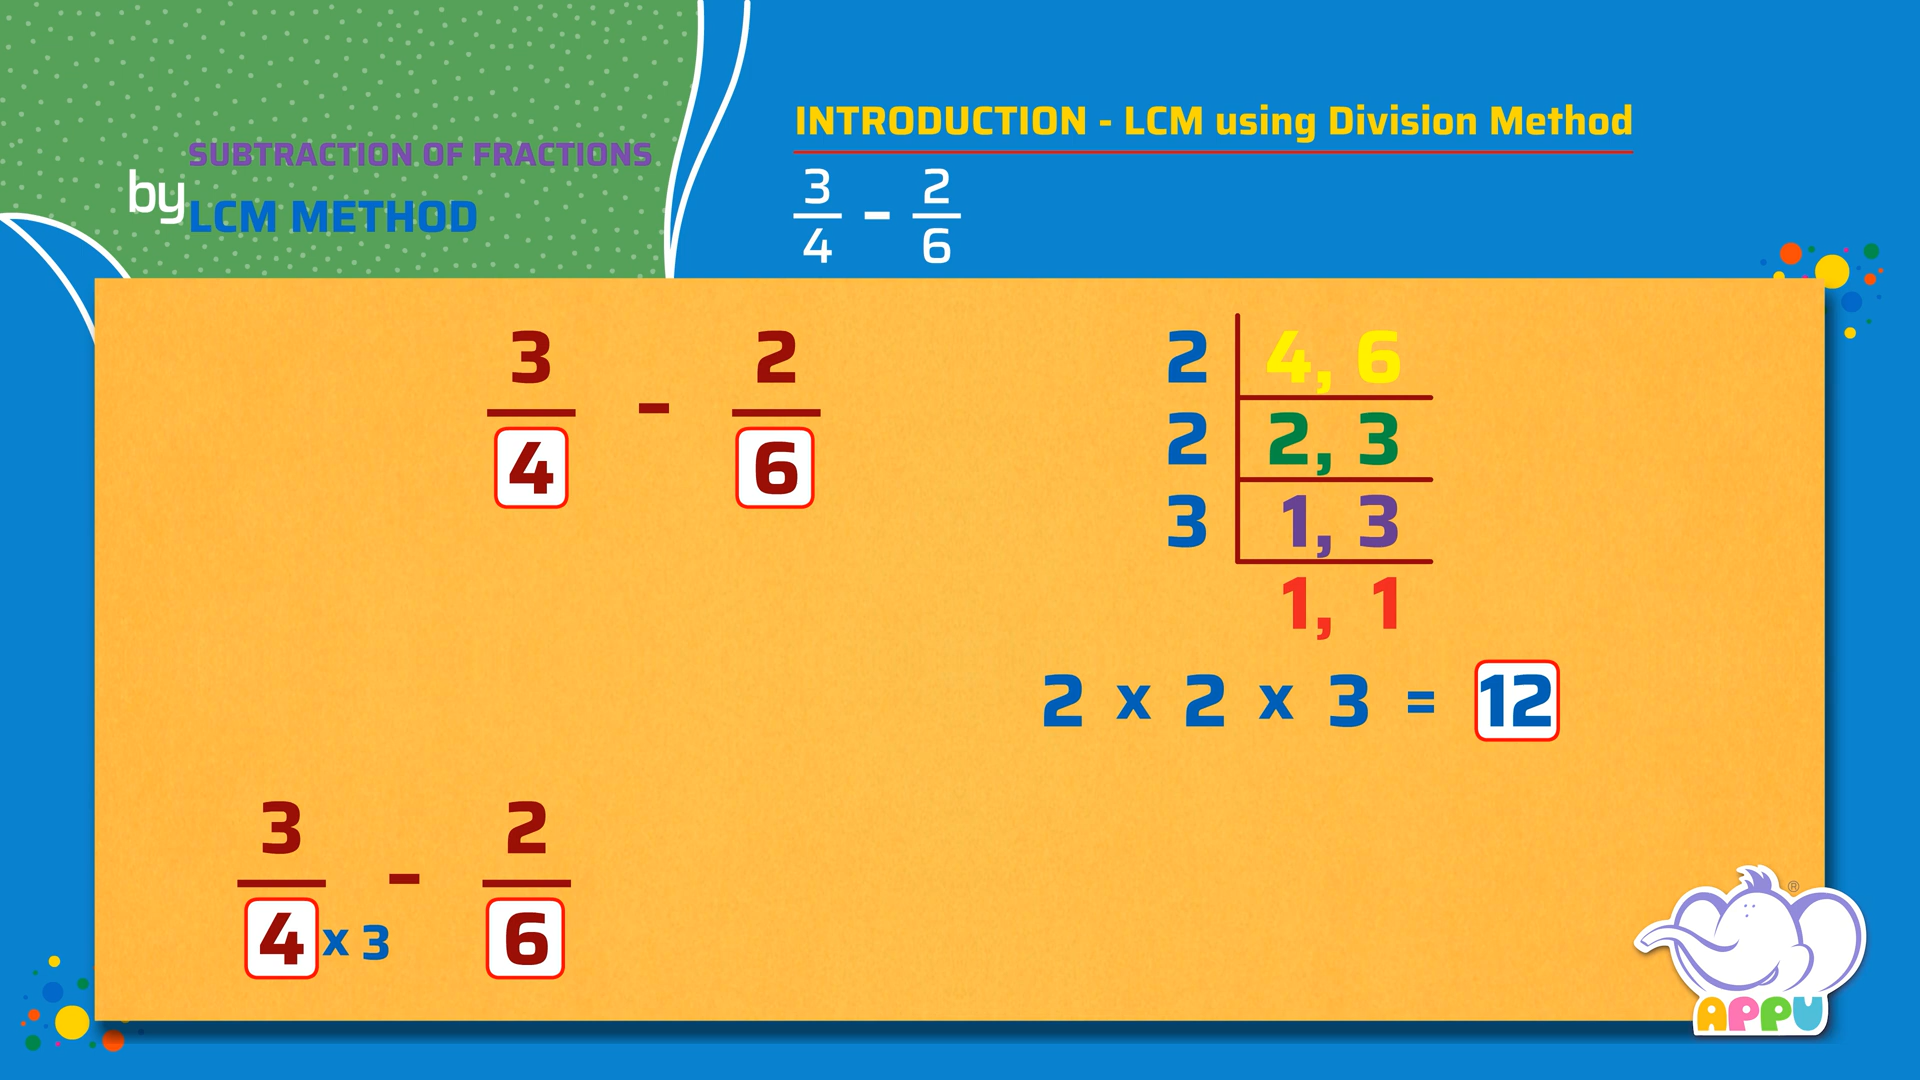 SUBTRACTION OF FRACTIONS
by LCM METHOD
INTRODUCTION - LCM using Division Method
3/4 - 2/6
3/4 - 2/6
2 | 4, 6
2 | 2, 3
3 | 1, 3
1, 1
2 x 2 x 3 = 12
3/4 x 3 - 2/6
APPU
®